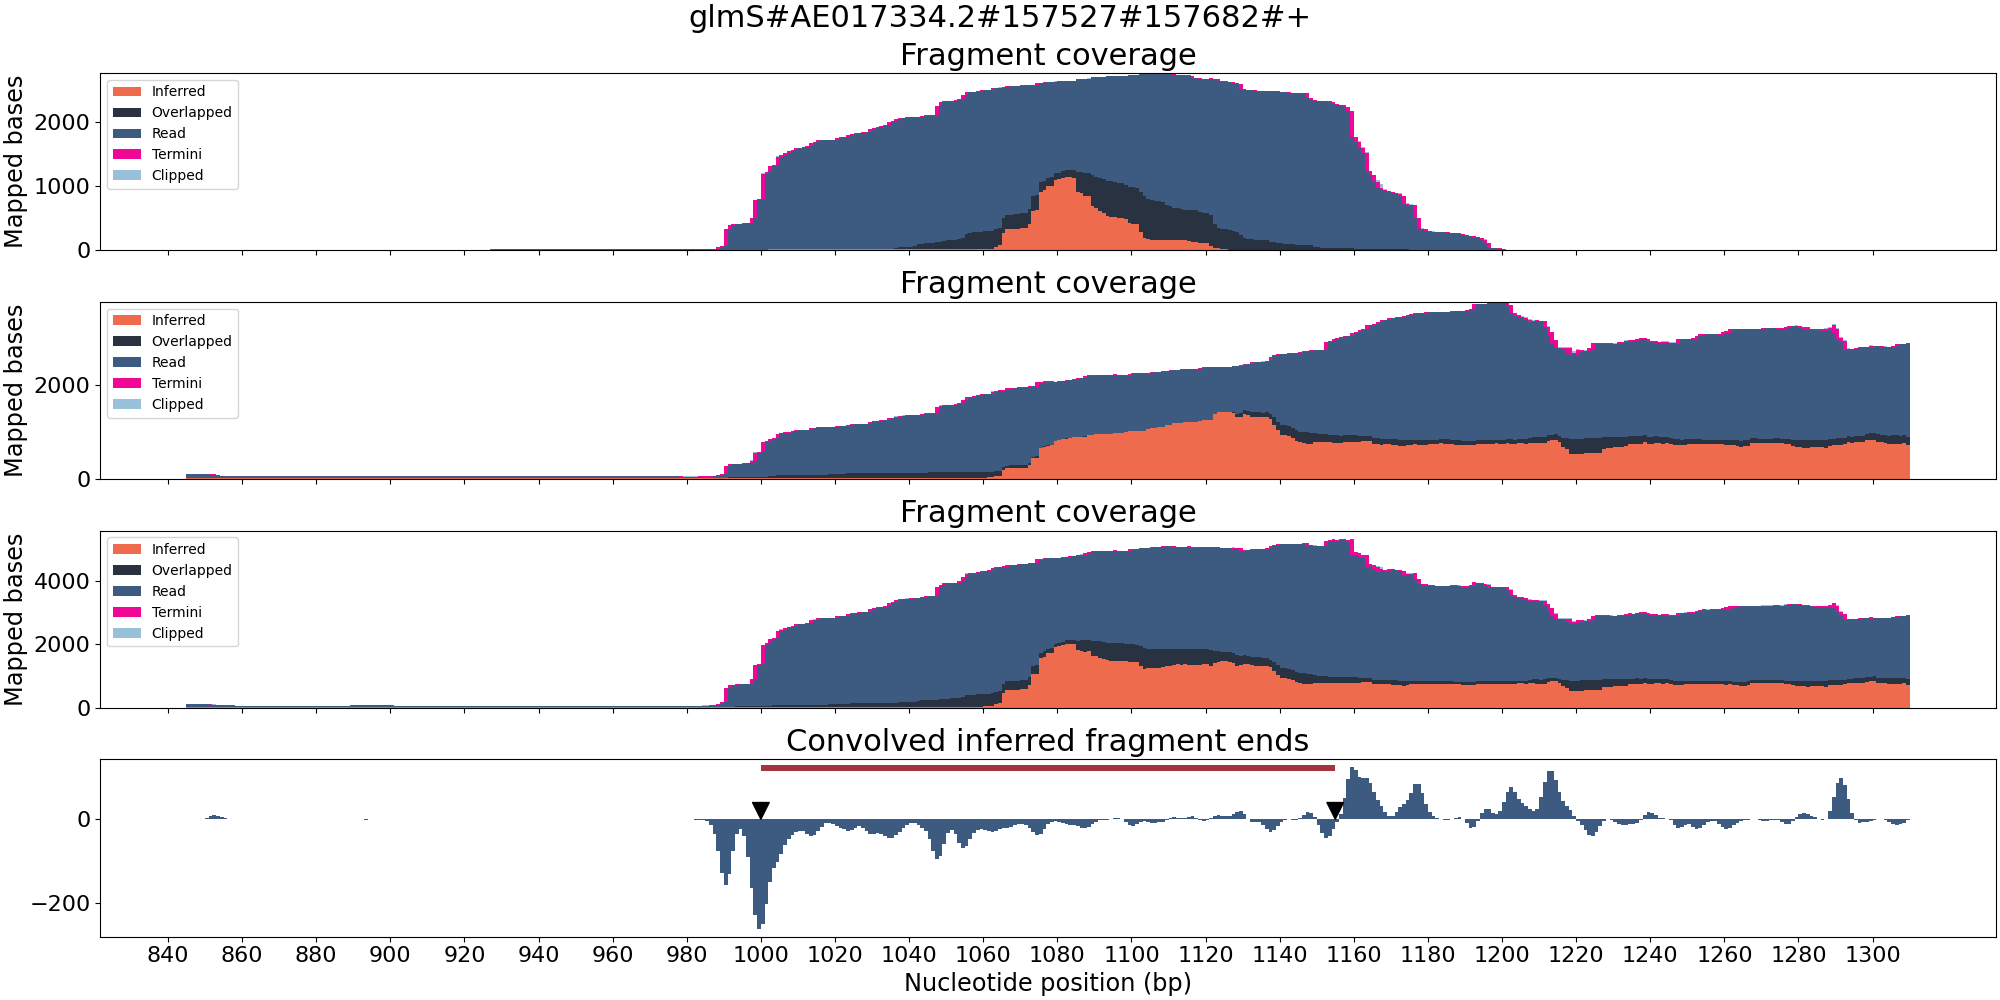 glmS#AE017334.2#157527#157682#+
Fragment coverage
Mapped bases
2000
1000
0
Inferred
Overlapped
Read
Termini
Clipped
Fragment coverage
Mapped bases
2000
0
Inferred
Overlapped
Read
Termini
Clipped
Fragment coverage
Mapped bases
4000
2000
0
Inferred
Overlapped
Read
Termini
Clipped
Convolved inferred fragment ends
0
−200
840 860 880 900 920 940 960 980 1000 1020 1040 1060 1080 1100 1120 1140 1160 1180 1200 1220 1240 1260 1280 1300
Nucleotide position (bp)